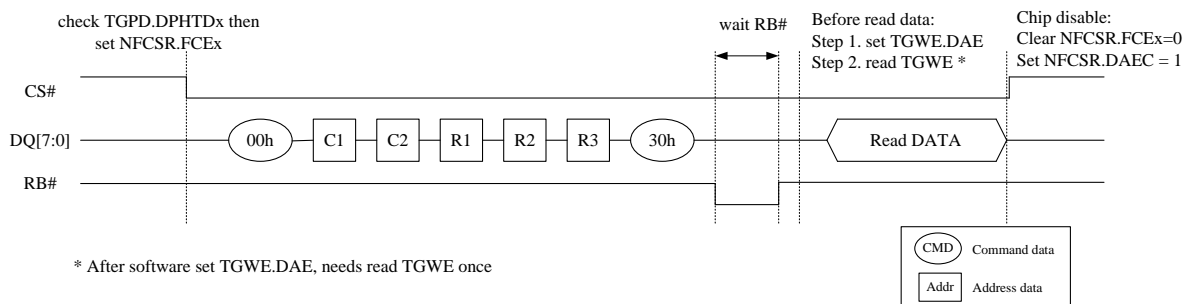 check TGPD.DPHTDx then
set NFCSR.FCEx
wait RB#
Before read data:
Step 1. set TGWE.DAE
Step 2. read TGWE *
Chip disable:
Clear NFCSR.FCEx=0
Set NFCSR.DAEC = 1
CS#
DQ[7:0]
00h
C1
C2
R1
R2
R3
30h
Read DATA
RB#
* After software set TGWE.DAE, needs read TGWE once
CMD Command data
Addr Address data